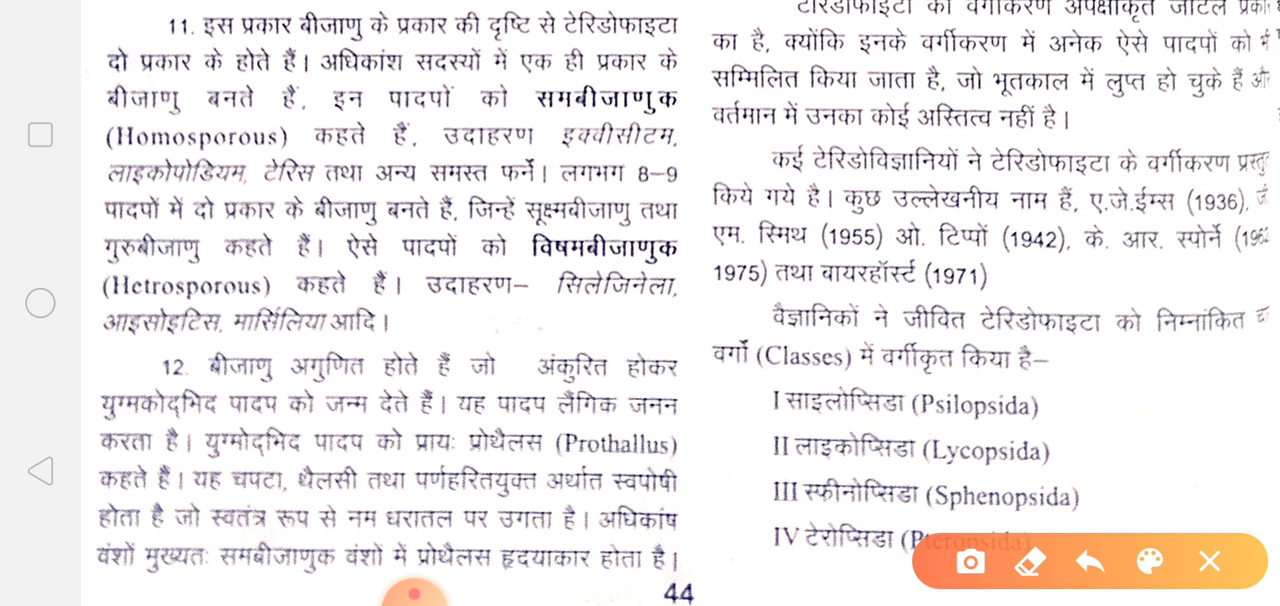 11. इस प्रकार बीजाणु के प्रकार की दृष्टि से टेरिडोफाइटा
दो प्रकार के होते हैं। अधिकांश सदस्यों में एक ही प्रकार के
बीजाणु बनते हैं, इन पादपों को समबीजाणुक
(Homosporous) कहते हैं, उदाहरण इक्वीसीटम,
लाइकोपोडियम, टेरिस तथा अन्य समस्त फर्नें। लगभग 8–9
पादपों में दो प्रकार के बीजाणु बनते हैं, जिन्हें सूक्ष्मबीजाणु तथा
गुरुबीजाणु कहते हैं। ऐसे पादपों को विषमबीजाणुक
(Hetrosporous) कहते हैं। उदाहरण– सिलेजिनेला,
आइसोइटिस, मार्सिलिया आदि।
12. बीजाणु अगुणित होते हैं जो अंकुरित होकर
युग्मकोद्भिद पादप को जन्म देते हैं। यह पादप लैंगिक जनन
करता है। युग्मोद्भिद पादप को प्रायः प्रोथैलस (Prothallus)
कहते हैं। यह चपटा, थैलसी तथा पर्णहरितयुक्त अर्थात स्वपोषी
होता है जो स्वतंत्र रूप से नम धरातल पर उगता है। अधिकांष
वंशों मुख्यतः समबीजाणुक वंशों में प्रोथैलस हृदयाकार होता है।
44
टेरिडोफाइटा का वर्गीकरण अपेक्षाकृत जटिल प्रकार
का है, क्योंकि इनके वर्गीकरण में अनेक ऐसे पादपों को भी
सम्मिलित किया जाता है, जो भूतकाल में लुप्त हो चुके हैं और
वर्तमान में उनका कोई अस्तित्व नहीं है।
कई टेरिडोविज्ञानियों ने टेरिडोफाइटा के वर्गीकरण प्रस्तुत
किये गये है। कुछ उल्लेखनीय नाम हैं, ए.जे.ईम्स (1936),
एम. स्मिथ (1955) ओ. टिप्पों (1942), के. आर. स्पोर्ने (1962
1975) तथा वायरहॉर्स्ट (1971)
वैज्ञानिकों ने जीवित टेरिडोफाइटा को निम्नांकित
वर्गों (Classes) में वर्गीकृत किया है–
I साइलोप्सिडा (Psilopsida)
II लाइकोप्सिडा (Lycopsida)
III स्फीनोप्सिडा (Sphenopsida)
IV टेरोप्सिडा (Pteropsida)